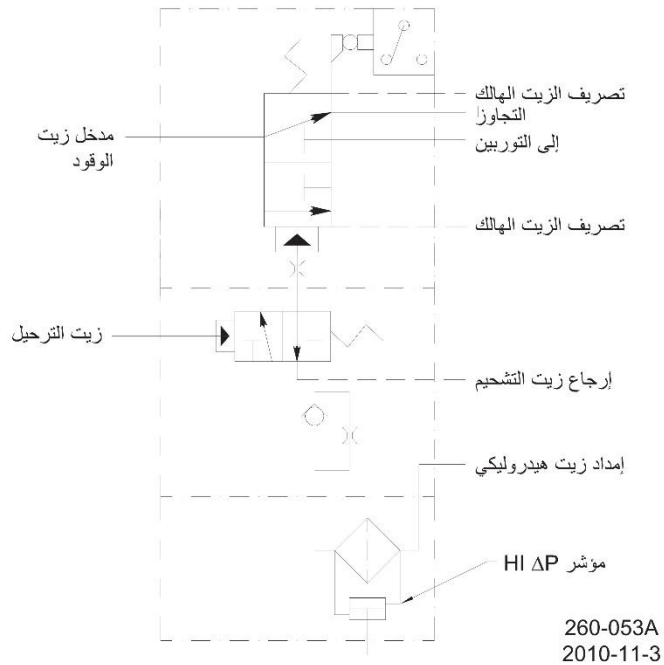 تصريف الزيت الهالك
التجاوز
إلى التوربين
مدخل زيت
الوقود
تصريف الزيت الهالك
زيت الترحيل
إرجاع زيت التشحيم
إمداد زيت هيدروليكي
مؤشر HI ΔP
260-053A
2010-11-3